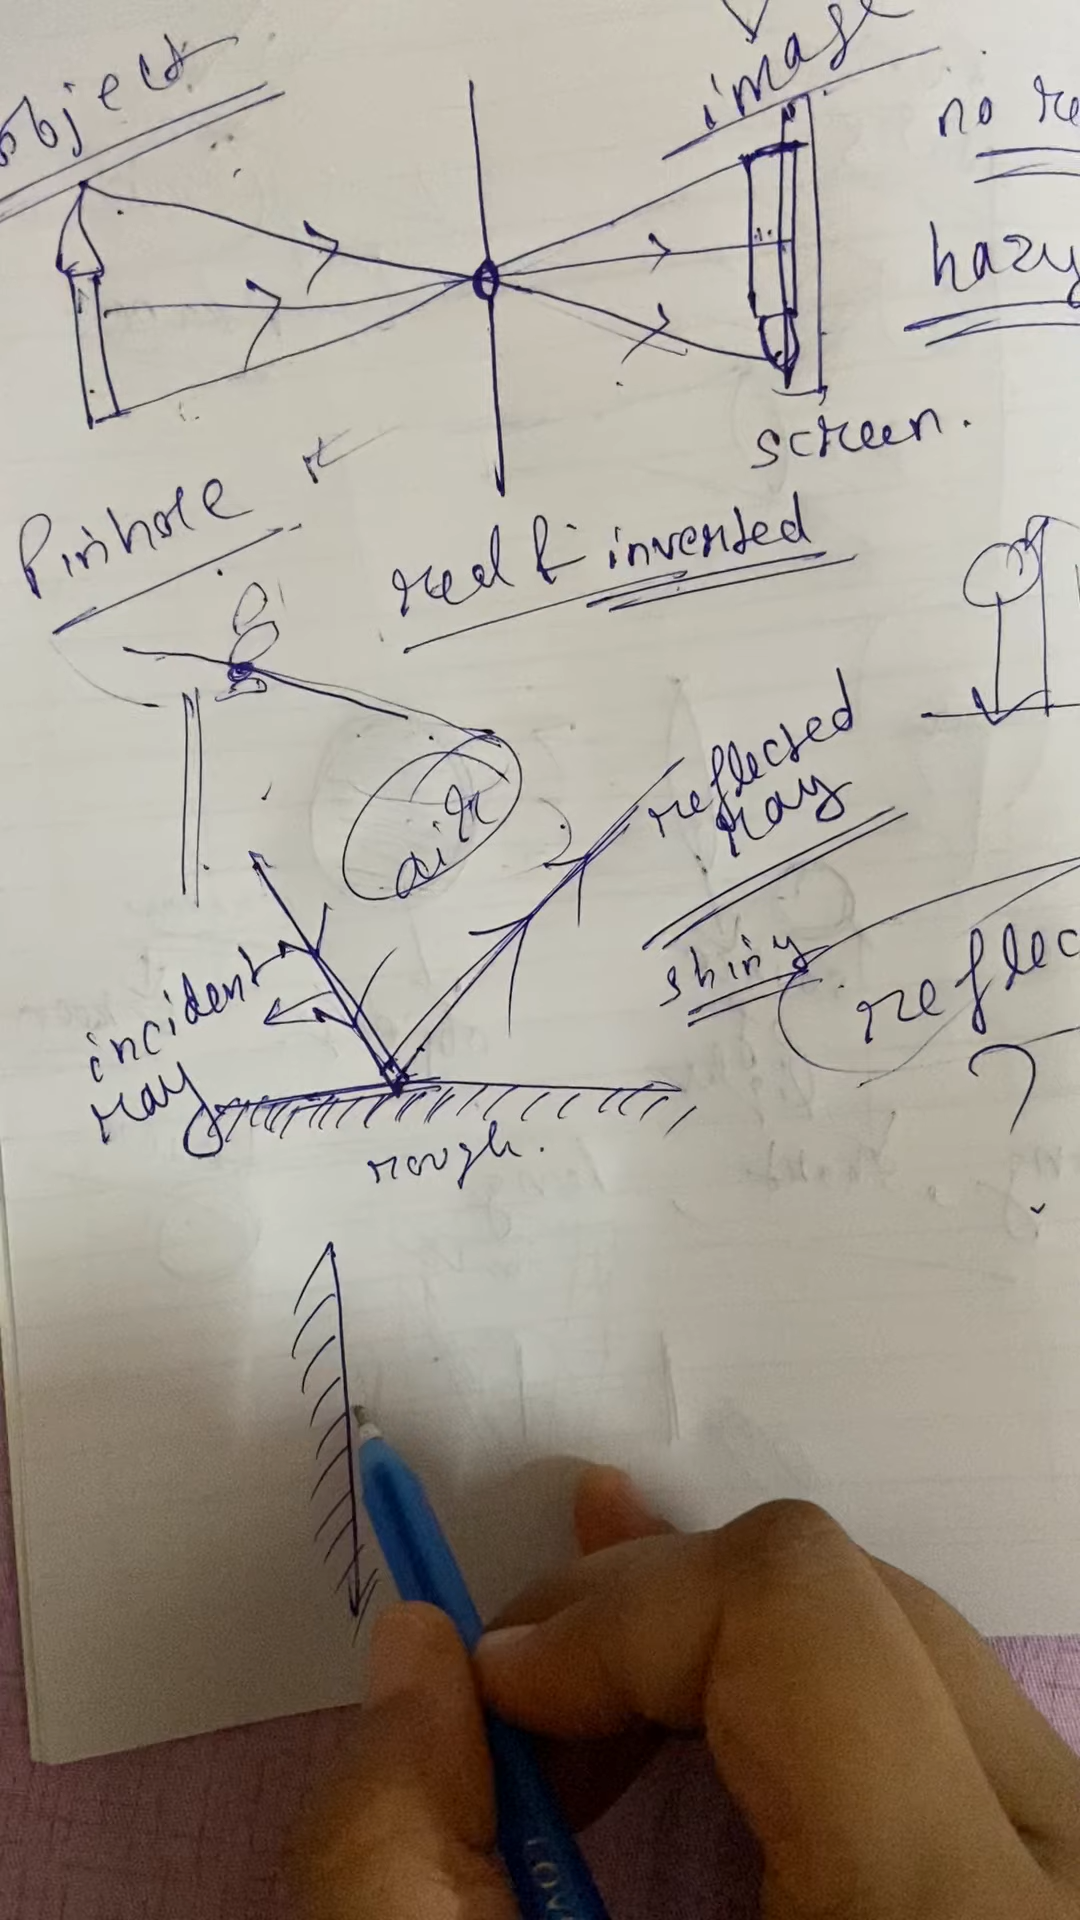 object
image
no re
hazy
screen.
Pinhole
real & inverted
air
reflected
ray
shiny
reflec
?
incident
ray
rough.